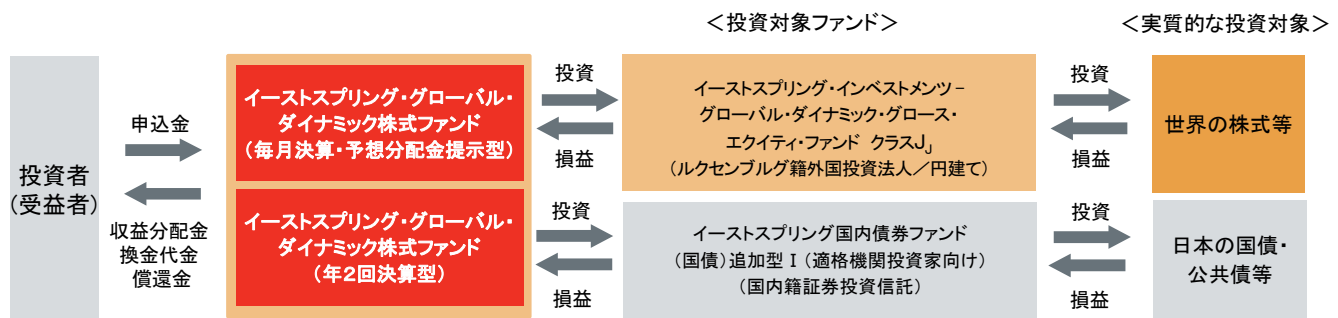 ＜投資対象ファンド＞
＜実質的な投資対象＞
投資者
(受益者)
申込金
収益分配金
換金代金
償還金
イーストスプリング・グローバル・
ダイナミック株式ファンド
（毎月決算・予想分配金提示型）
イーストスプリング・グローバル・
ダイナミック株式ファンド
（年2回決算型）
投資
損益
投資
損益
イーストスプリング・インベストメンツ－
グローバル・ダイナミック・グロース・
エクイティ・ファンド クラスJJ
（ルクセンブルグ籍外国投資法人／円建て）
イーストスプリング国内債券ファンド
（国債）追加型Ⅰ（適格機関投資家向け）
（国内籍証券投資信託）
投資
損益
投資
損益
世界の株式等
日本の国債・
公共債等